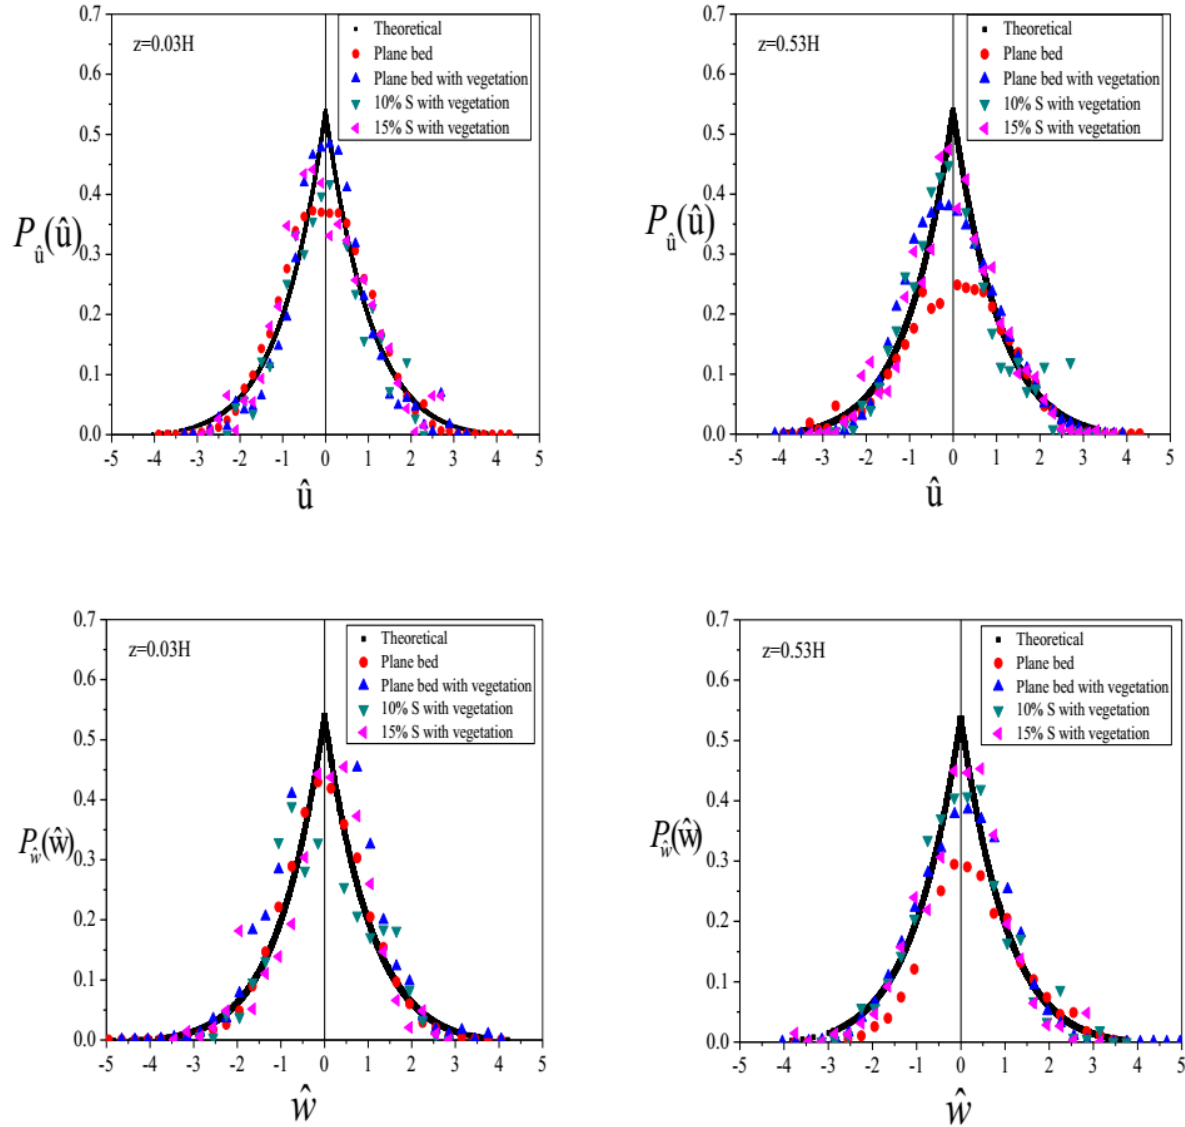 0.7
0.6
0.5
0.4
0.3
0.2
0.1
0.0
z=0.03H
Theoretical
Plane bed
Plane bed with vegetation
10% S with vegetation
15% S with vegetation
P_û(û)
-5 -4 -3 -2 -1 0 1 2 3 4 5
û
0.7
0.6
0.5
0.4
0.3
0.2
0.1
0.0
z=0.53H
Theoretical
Plane bed
Plane bed with vegetation
10% S with vegetation
15% S with vegetation
P_û(û)
-5 -4 -3 -2 -1 0 1 2 3 4 5
û
0.7
0.6
0.5
0.4
0.3
0.2
0.1
0.0
z=0.03H
Theoretical
Plane bed
Plane bed with vegetation
10% S with vegetation
15% S with vegetation
P_ŵ(ŵ)
-5 -4 -3 -2 -1 0 1 2 3 4 5
ŵ
0.7
0.6
0.5
0.4
0.3
0.2
0.1
0.0
z=0.53H
Theoretical
Plane bed
Plane bed with vegetation
10% S with vegetation
15% S with vegetation
P_ŵ(ŵ)
-5 -4 -3 -2 -1 0 1 2 3 4 5
ŵ